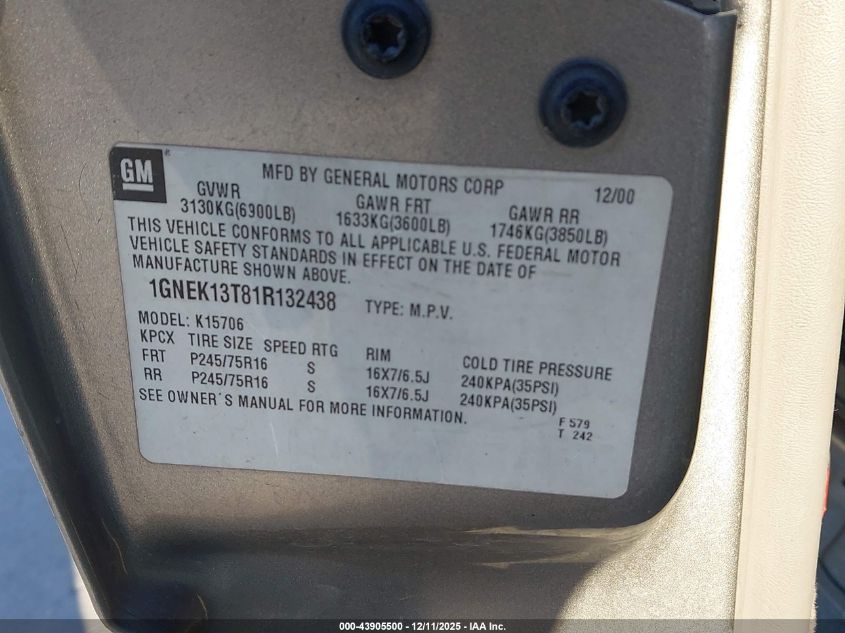 GM
MFD BY GENERAL MOTORS CORP 12/00
GVWR GAWR FRT GAWR RR
3130KG(6900LB) 1633KG(3600LB) 1746KG(3850LB)
THIS VEHICLE CONFORMS TO ALL APPLICABLE U.S. FEDERAL MOTOR
VEHICLE SAFETY STANDARDS IN EFFECT ON THE DATE OF
MANUFACTURE SHOWN ABOVE.
1GNEK13T81R132438 TYPE: M.P.V.
MODEL: K15706
KPCX TIRE SIZE SPEED RTG RIM COLD TIRE PRESSURE
FRT P245/75R16 S 16X7/6.5J 240KPA(35PSI)
RR P245/75R16 S 16X7/6.5J 240KPA(35PSI)
SEE OWNER'S MANUAL FOR MORE INFORMATION.
F 579
T 242
000-43905500 - 12/11/2025 - IAA Inc.